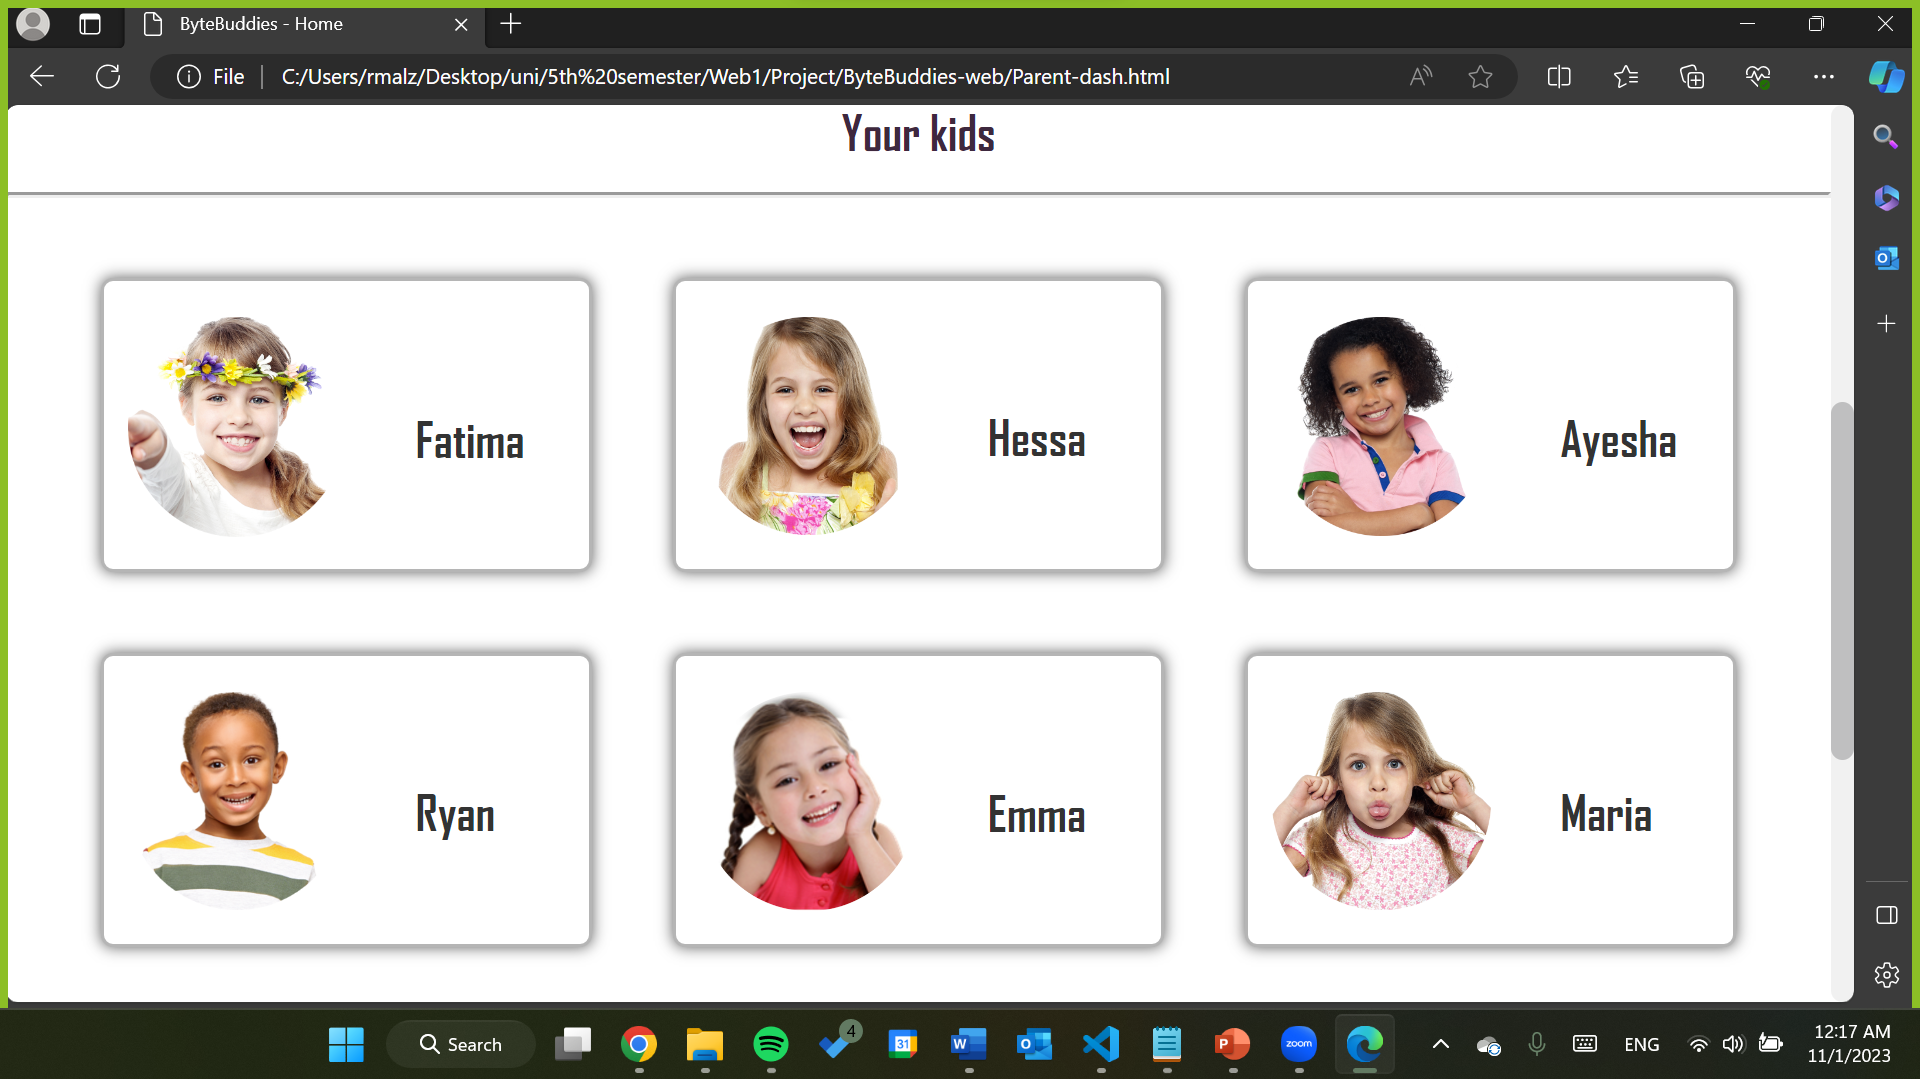 ByteBuddies - Home
File
C:/Users/rmalz/Desktop/uni/5th%20semester/Web1/Project/ByteBuddies-web/Parent-dash.html
Your kids
Fatima
Hessa
Ayesha
Ryan
Emma
Maria
Search
4
31
W
O
P
zoom
ENG
12:17 AM
11/1/2023